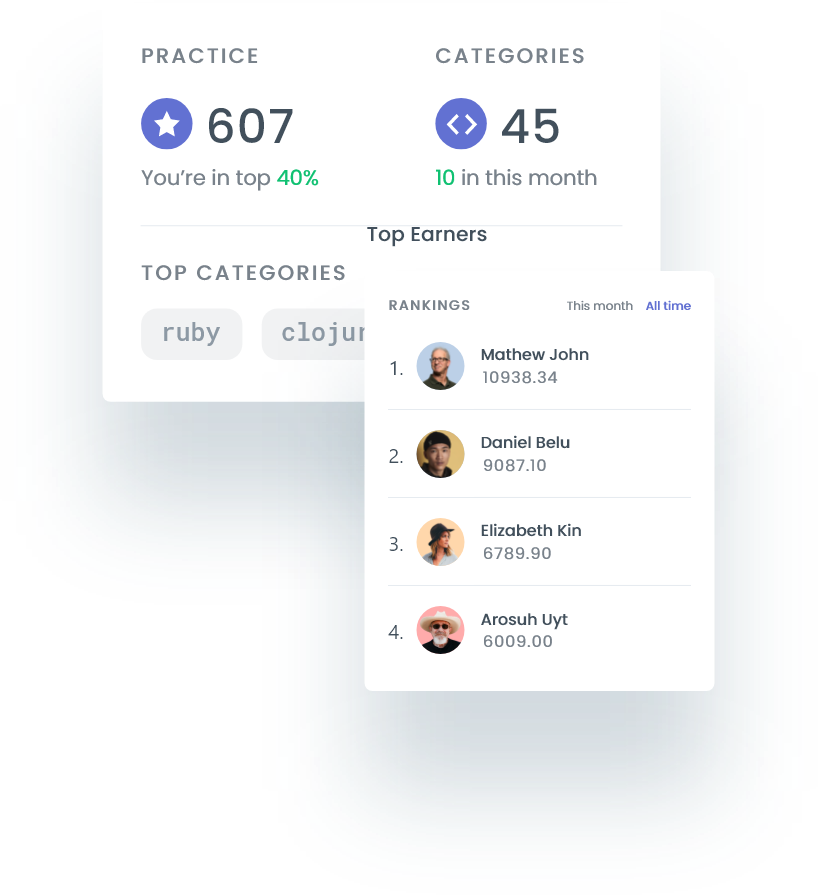 PRACTICE
607
You're in top 40%
CATEGORIES
45
10 in this month
Top Earners
TOP CATEGORIES
ruby
RANKINGS
This month All time
1.
Mathew John
10938.34
2.
Daniel Belu
9087.10
3.
Elizabeth Kin
6789.90
4.
Arosuh Uyt
6009.00